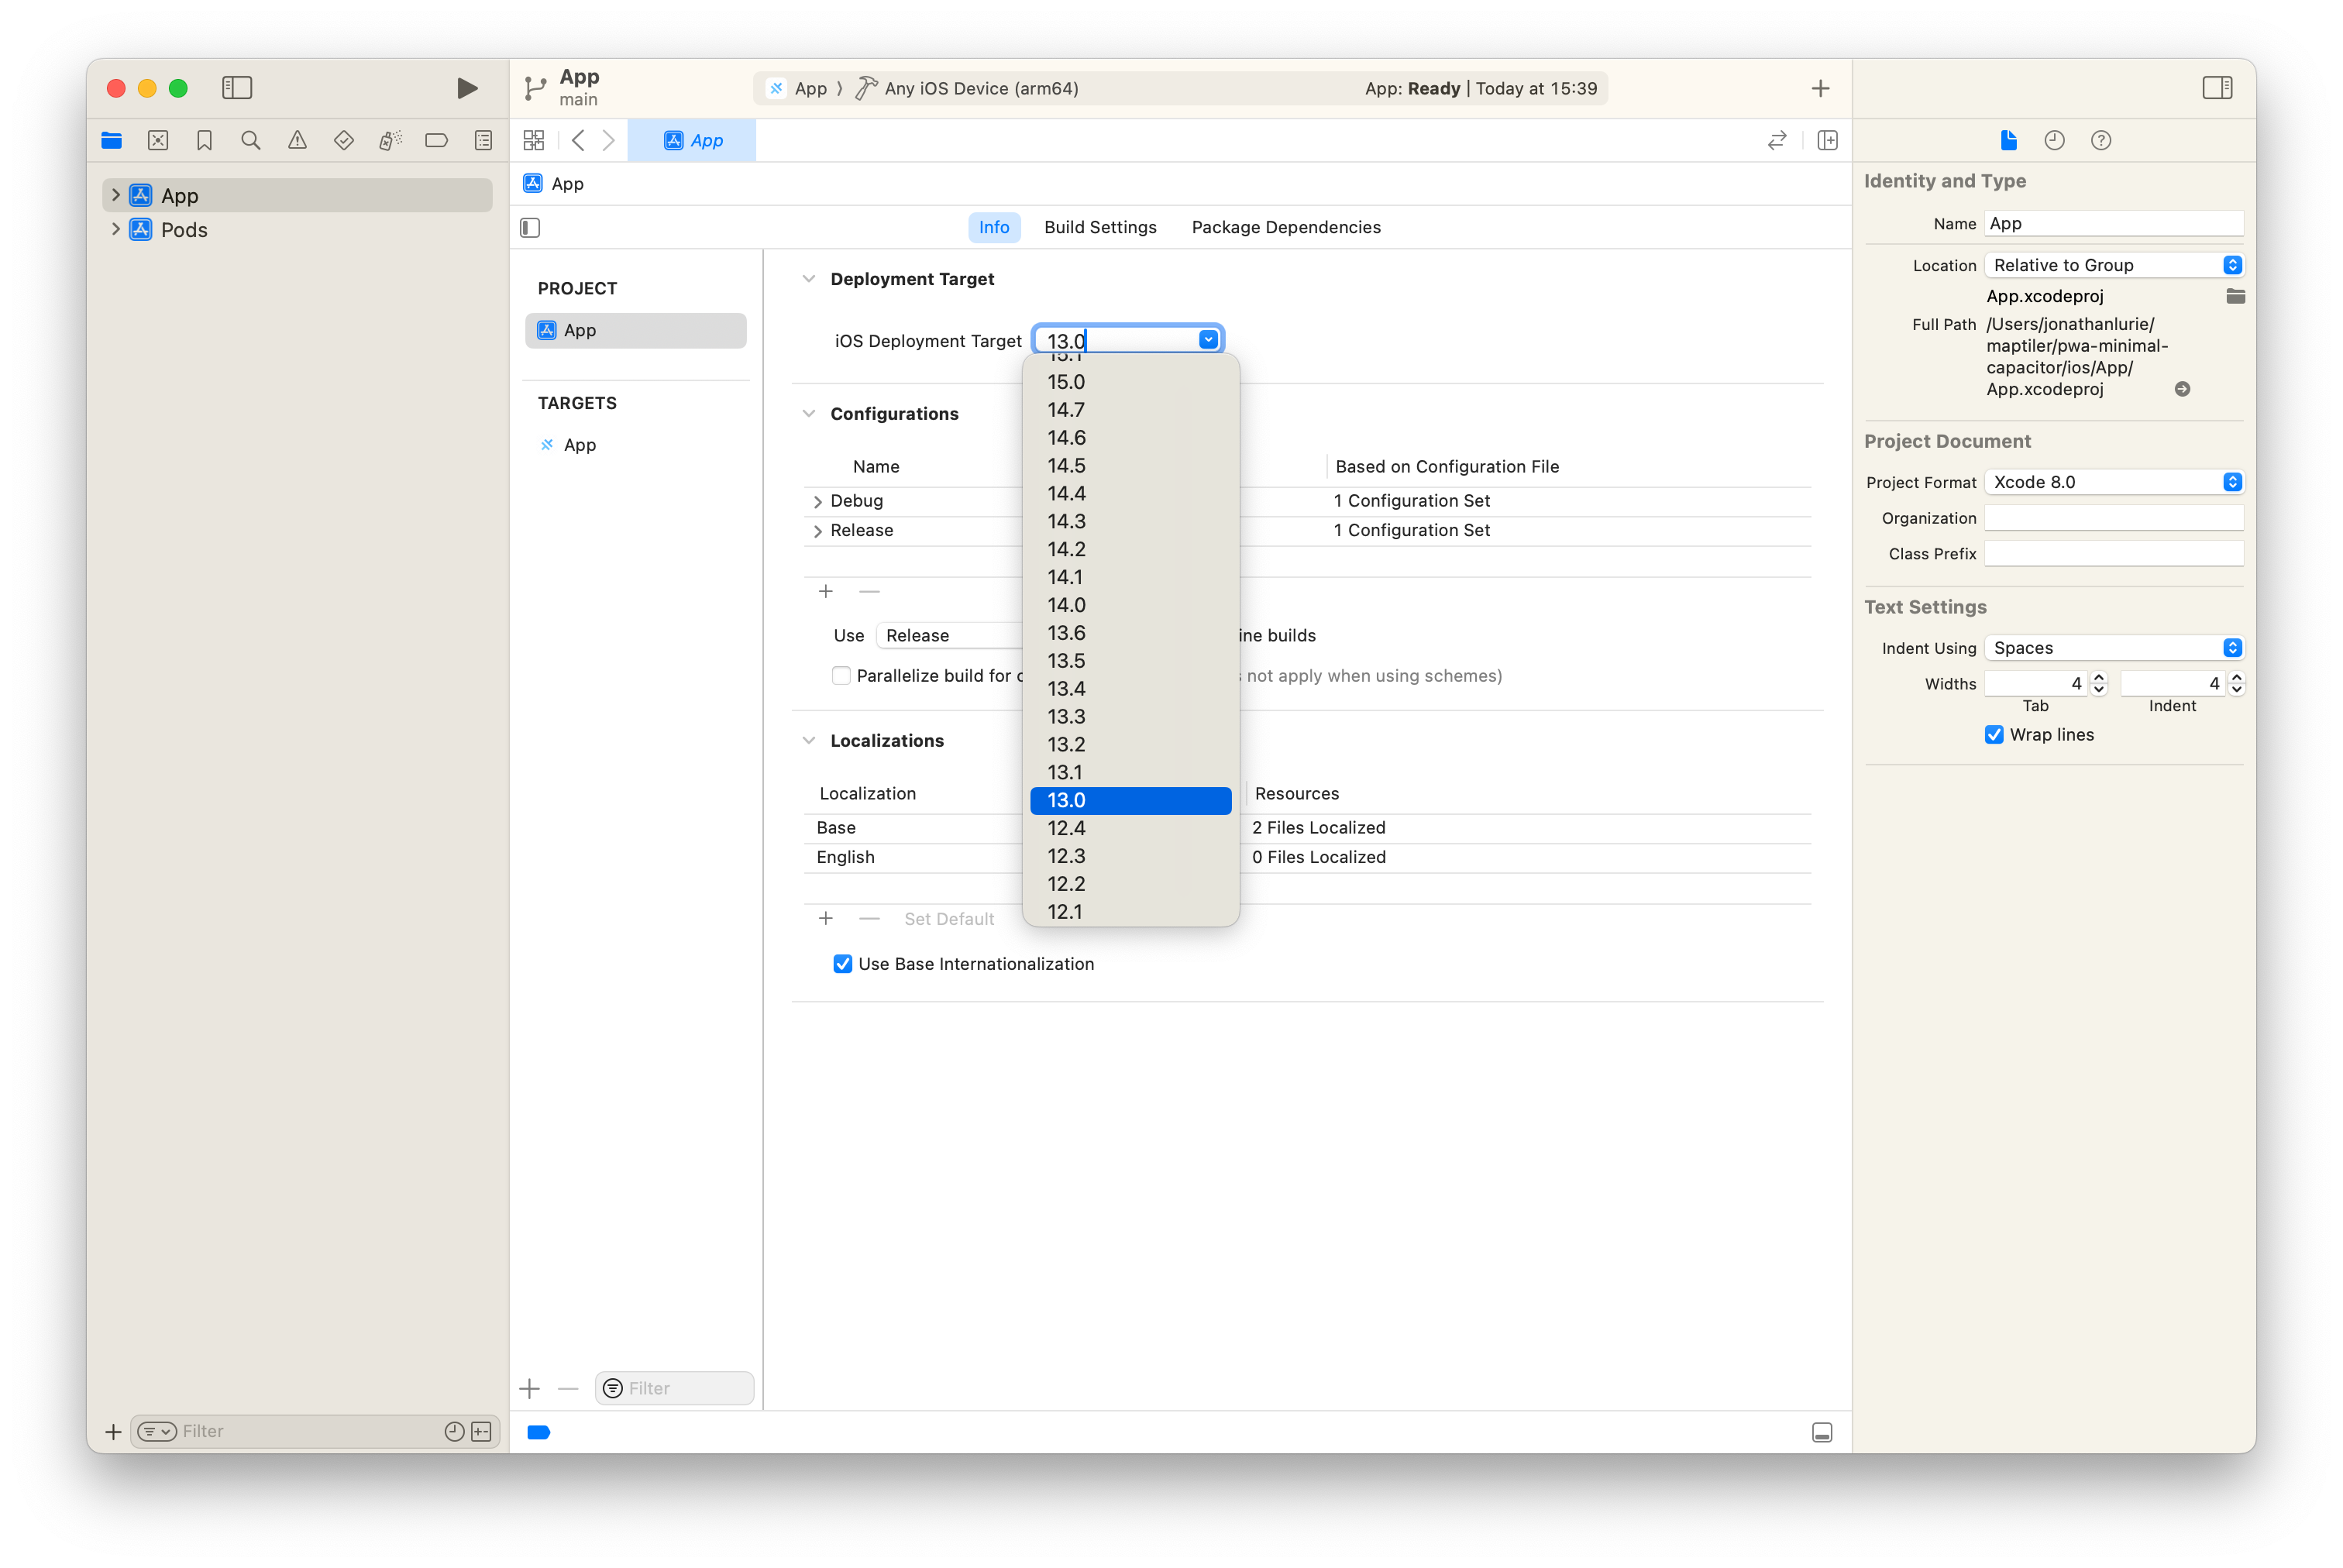 App
main
App
Any iOS Device (arm64)
App: Ready | Today at 15:39
App
Pods
App
App
Info
Build Settings
Package Dependencies
PROJECT
App
TARGETS
App
Filter
Filter
Deployment Target
iOS Deployment Target
13.0
15.1
15.0
14.7
14.6
14.5
14.4
14.3
14.2
14.1
14.0
13.6
13.5
13.4
13.3
13.2
13.1
13.0
12.4
12.3
12.2
12.1
Configurations
Name
Based on Configuration File
Debug
1 Configuration Set
Release
1 Configuration Set
Use
Release
ine builds
Parallelize build for
not apply when using schemes)
Localizations
Localization
Resources
Base
2 Files Localized
English
0 Files Localized
Set Default
Use Base Internationalization
Identity and Type
Name
App
Location
Relative to Group
App.xcodeproj
Full Path
/Users/jonathanlurie/
maptiler/pwa-minimal-
capacitor/ios/App/
App.xcodeproj
Project Document
Project Format
Xcode 8.0
Organization
Class Prefix
Text Settings
Indent Using
Spaces
Widths
4
4
Tab
Indent
Wrap lines